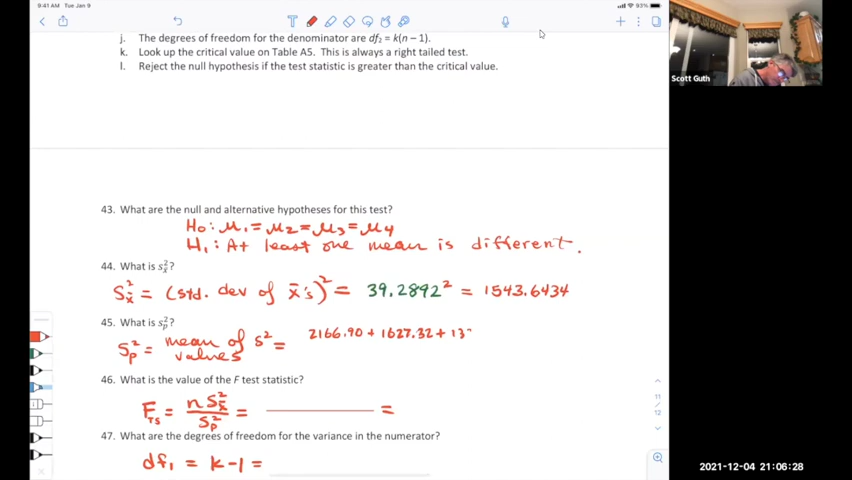 9:41 AM Tue Jan 9
93%
j. The degrees of freedom for the denominator are df₂ = k(n − 1).
k. Look up the critical value on Table A5. This is always a right tailed test.
l. Reject the null hypothesis if the test statistic is greater than the critical value.
Scott Guth
43. What are the null and alternative hypotheses for this test?
H₀: μ₁ = μ₂ = μ₃ = μ₄
H₁: At least one mean is different.
44. What is s²x̄?
S²x̄ = (std. dev of x̄'s)² = 39.2892² = 1543.6434
45. What is s²p?
S²p = mean of s² values = 2166.90 + 1627.32 + 13
46. What is the value of the F test statistic?
F_TS = nS²x̄ / S²p = =
47. What are the degrees of freedom for the variance in the numerator?
df₁ = k − 1 =
11
12
2021-12-04 21:06:28